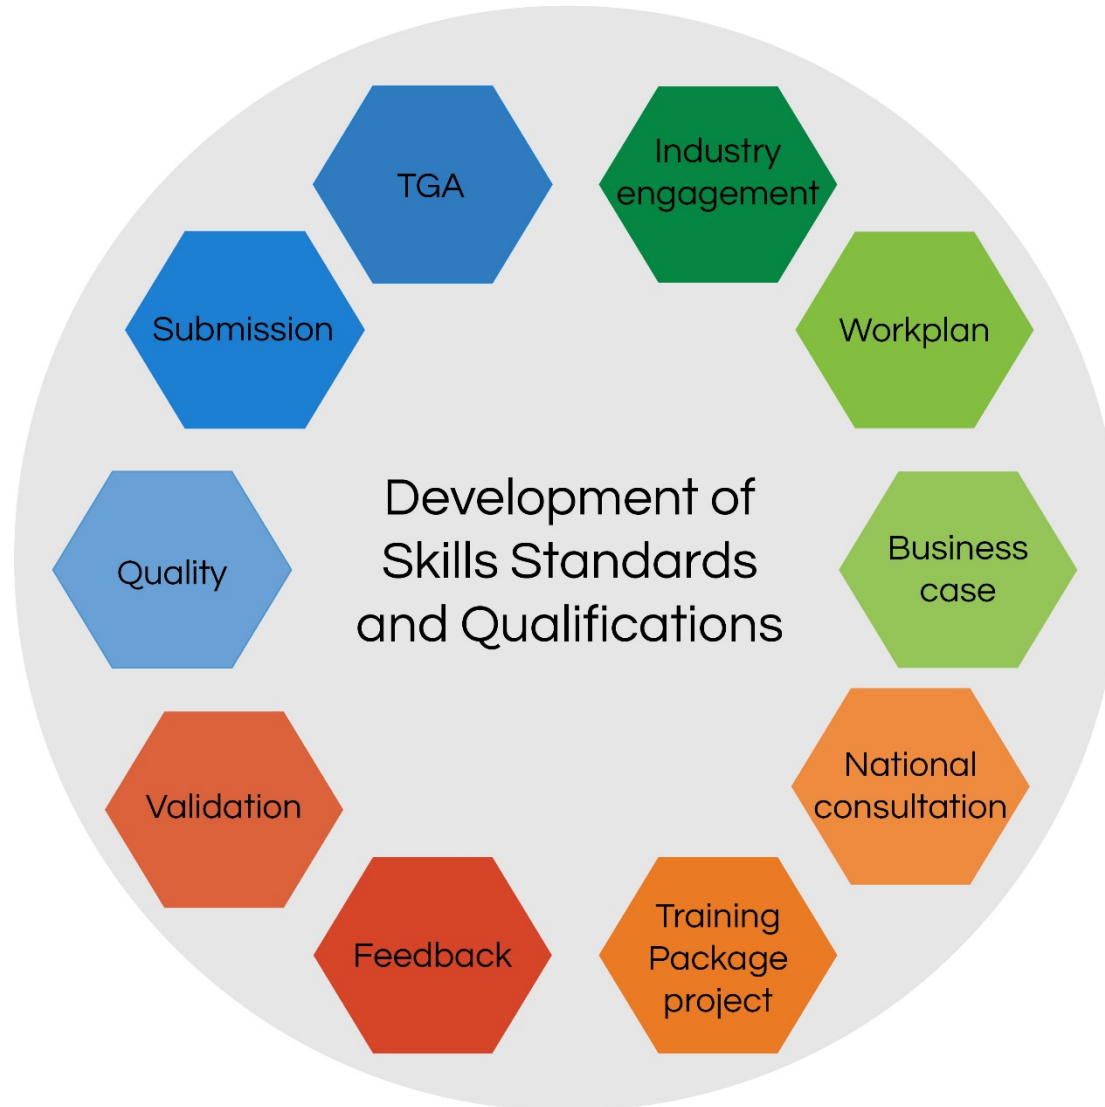 Development of
Skills Standards
and Qualifications
Industry
engagement
Workplan
Business
case
National
consultation
Training
Package
project
Feedback
Validation
Quality
Submission
TGA